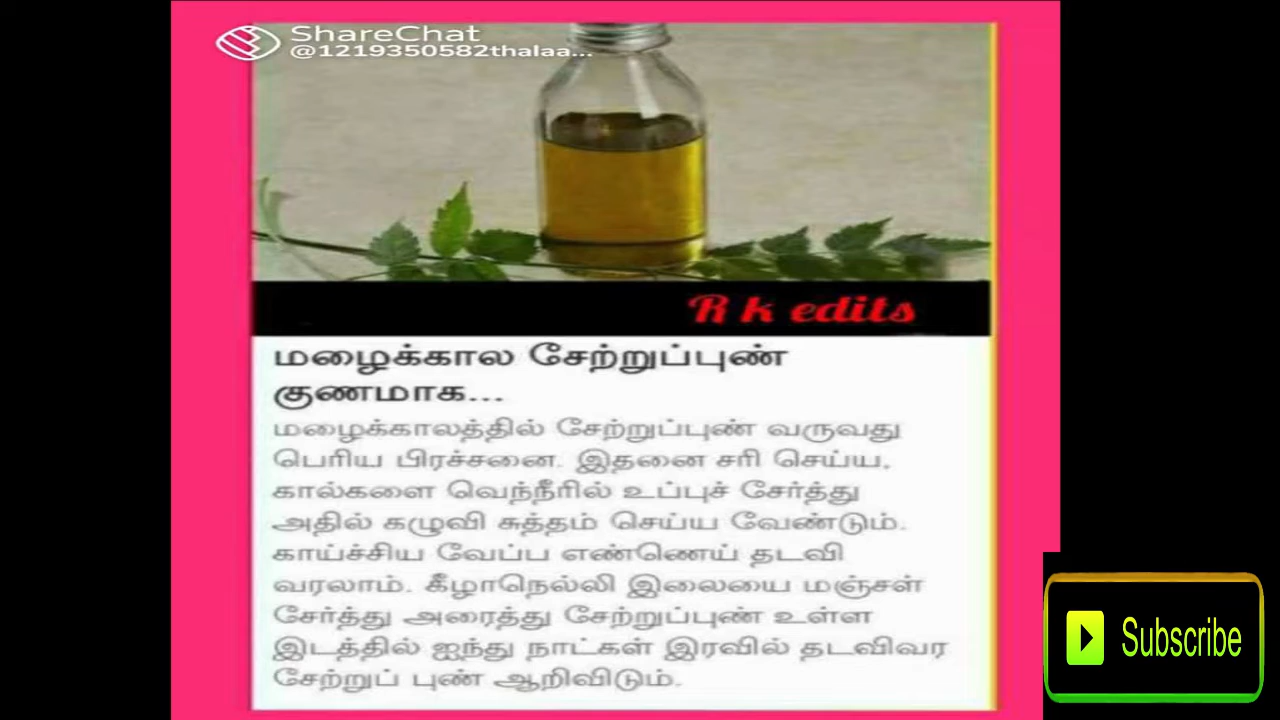 ShareChat
@1219350582thalaa...
R k edits
மழைக்கால சேற்றுப்புண்
குணமாக...
மழைக்காலத்தில் சேற்றுப்புண் வருவது
பெரிய பிரச்சனை. இதனை சரி செய்ய,
கால்களை வெந்நீரில் உப்புச் சேர்த்து
அதில் கழுவி சுத்தம் செய்ய வேண்டும்.
காய்ச்சிய வேப்ப எண்ணெய் தடவி
வரலாம். கீழாநெல்லி இலையை மஞ்சள்
சேர்த்து அரைத்து சேற்றுப்புண் உள்ள
இடத்தில் ஐந்து நாட்கள் இரவில் தடவிவர
சேற்றுப் புண் ஆறிவிடும்.
Subscribe